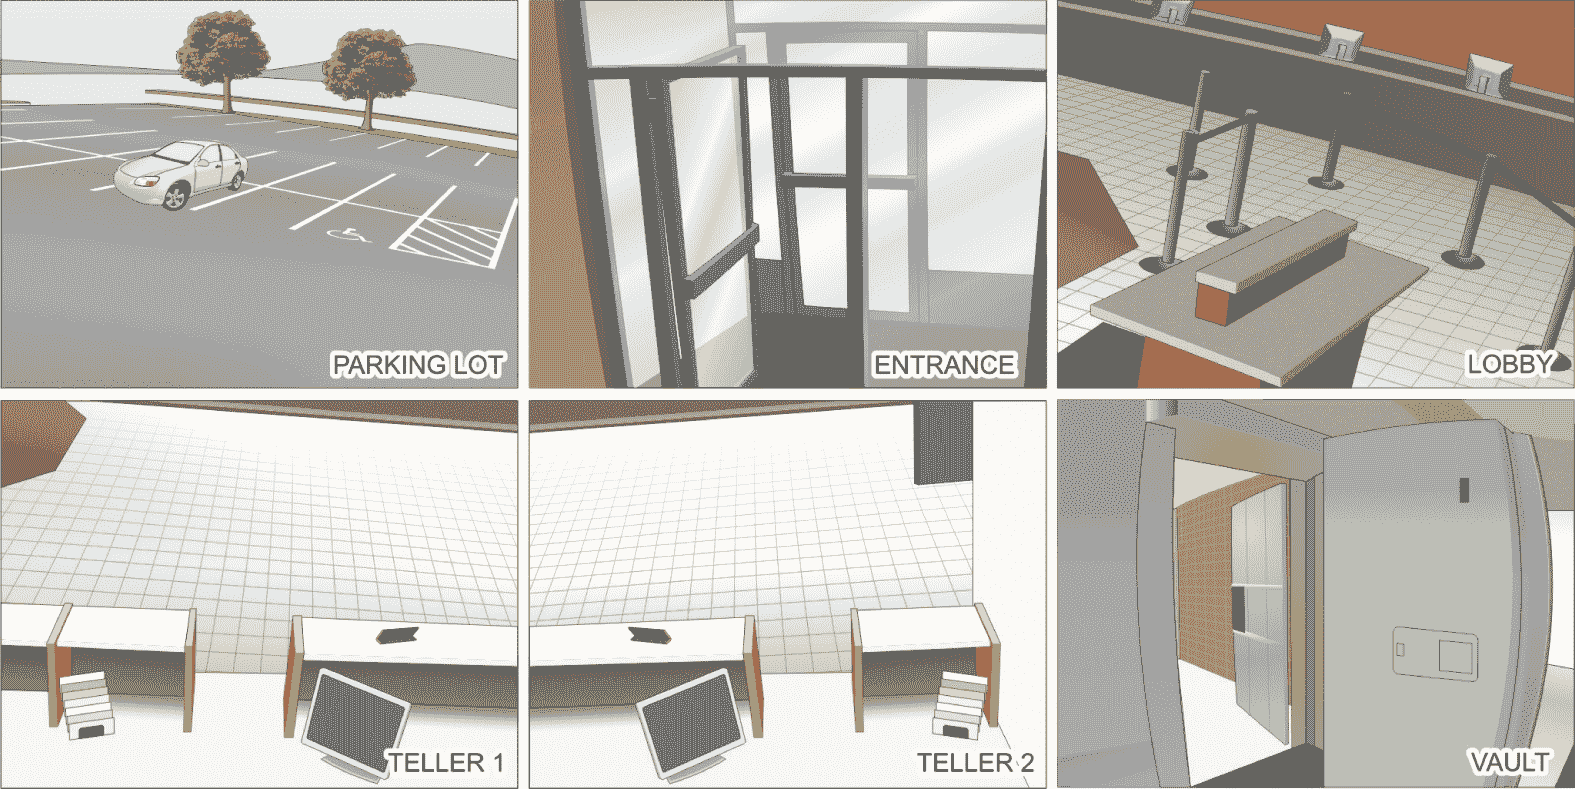 PARKING LOT
ENTRANCE
LOBBY
TELLER 1
TELLER 2
VAULT